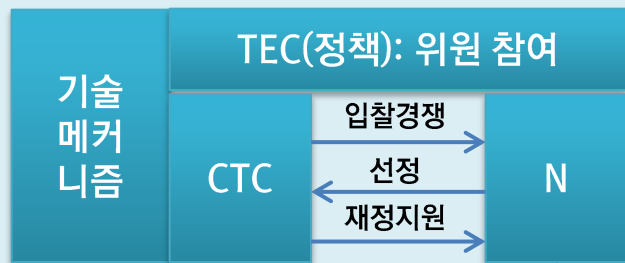 기술
메커
니즘
TEC(정책): 위원 참여
CTC
입찰경쟁
선정
재정지원
N